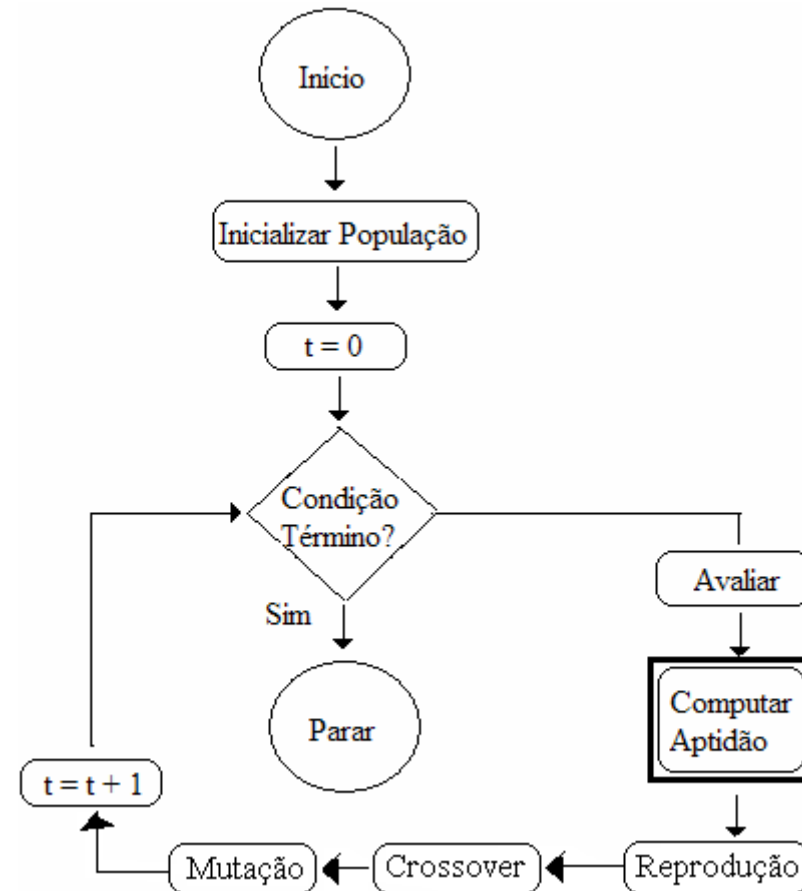 Início
Inicializar População
t = 0
Condição
Término?
Sim
Parar
Avaliar
Computar
Aptidão
Reprodução
Crossover
Mutação
t = t + 1